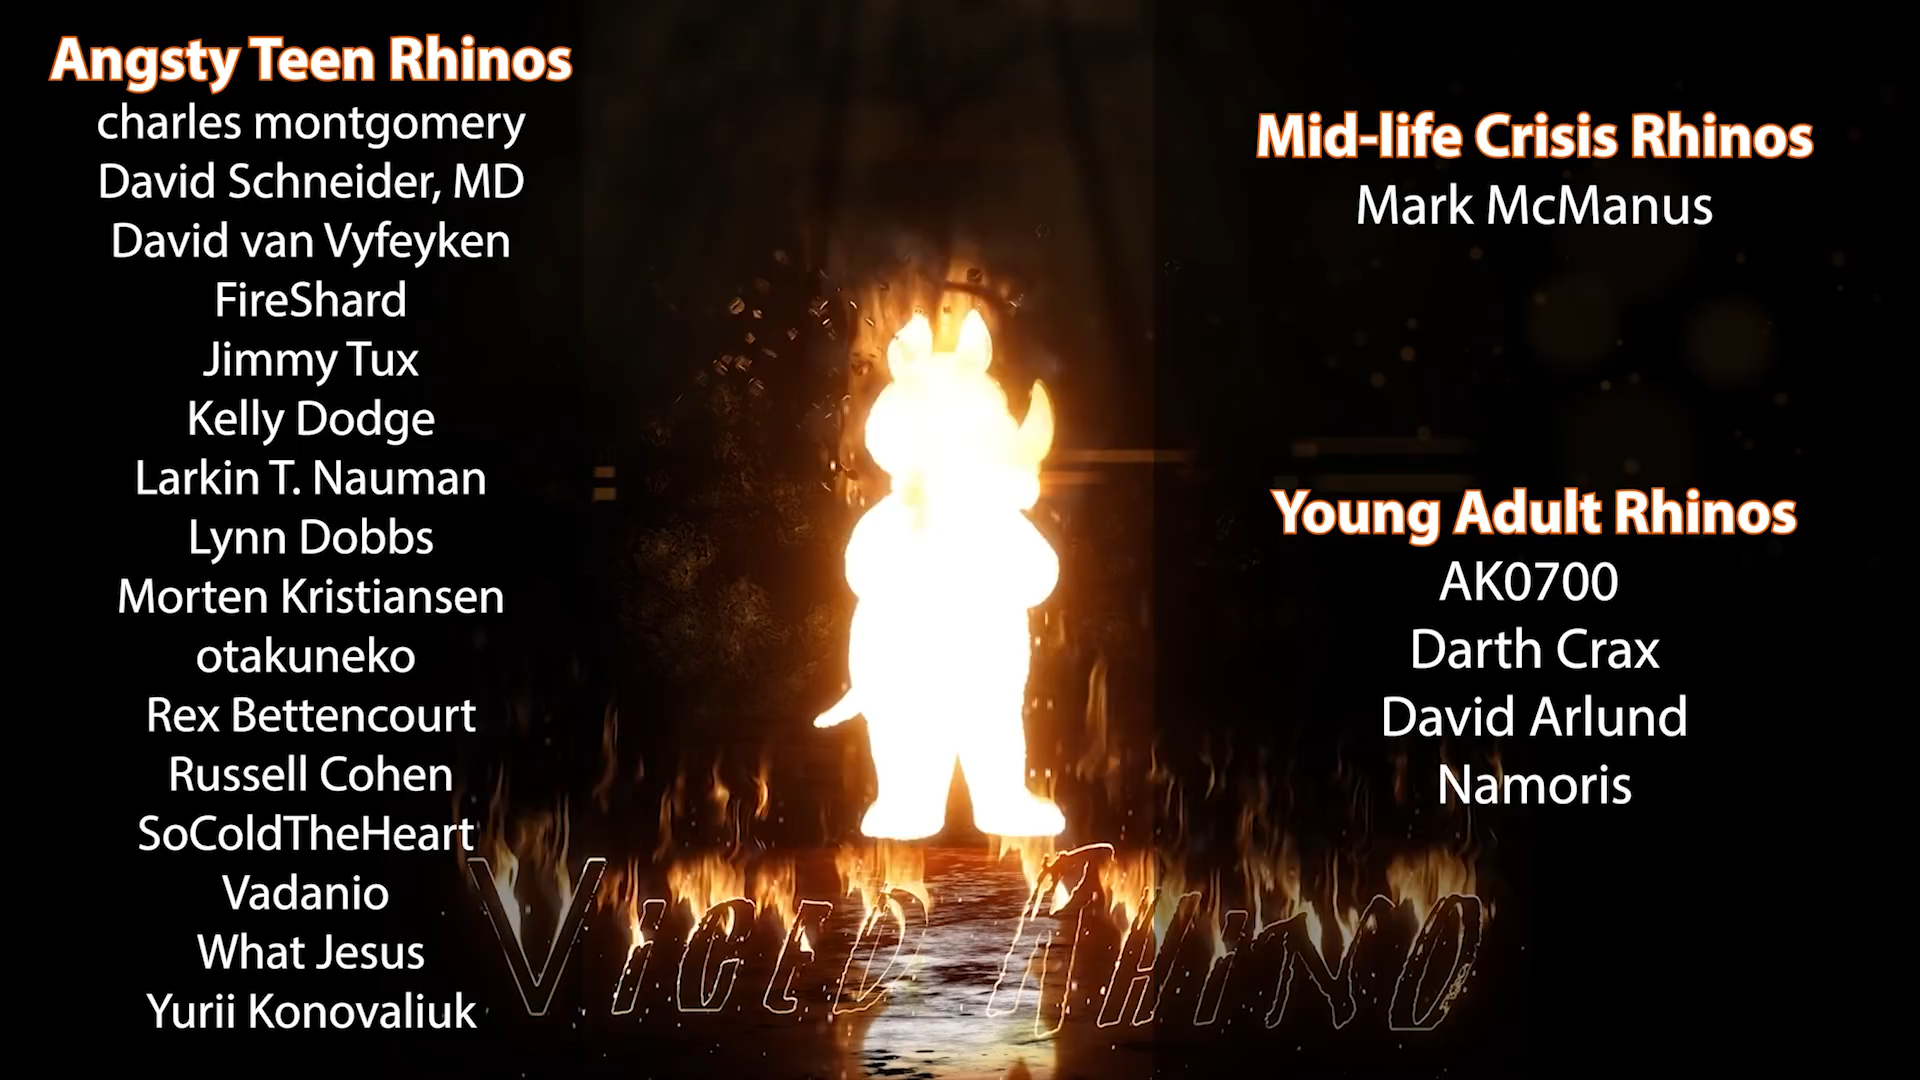 Angsty Teen Rhinos
charles montgomery
David Schneider, MD
David van Vyfeyken
FireShard
Jimmy Tux
Kelly Dodge
Larkin T. Nauman
Lynn Dobbs
Morten Kristiansen
otakuneko
Rex Bettencourt
Russell Cohen
SoColdTheHeart
Vadanio
What Jesus
Yurii Konovaliuk
Mid-life Crisis Rhinos
Mark McManus
Young Adult Rhinos
AK0700
Darth Crax
David Arlund
Namoris
Viced Rhino